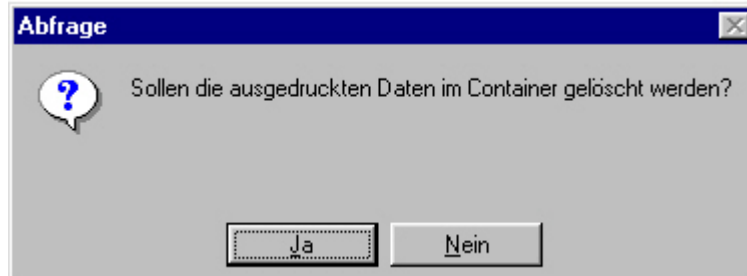 Abfrage
Sollen die ausgedruckten Daten im Container gelöscht werden?
Ja
Nein